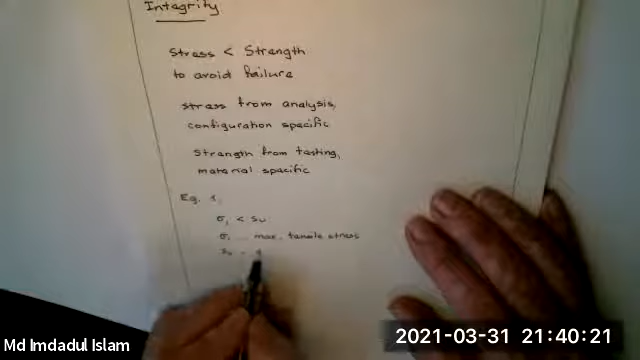 Integrity
Stress < Strength
to avoid failure
stress from analysis,
configuration specific
Strength from testing,
material specific
Eg. 1,
σ₁ < Su
σ₁ .. max. tensile stress
Su -
Md Imdadul Islam
2021-03-31 21:40:21